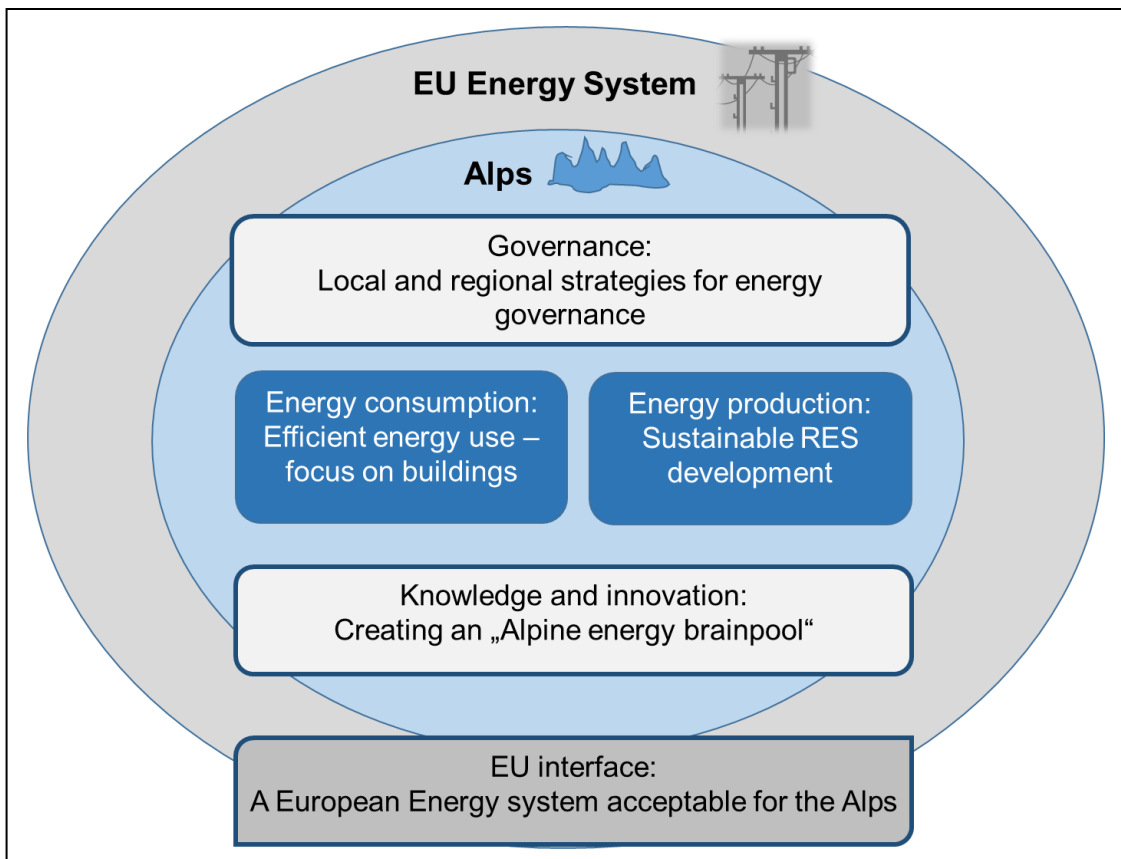 EU Energy System
Alps
Governance:
Local and regional strategies for energy
governance
Energy consumption:
Efficient energy use –
focus on buildings
Energy production:
Sustainable RES
development
Knowledge and innovation:
Creating an „Alpine energy brainpool“
EU interface:
A European Energy system acceptable for the Alps